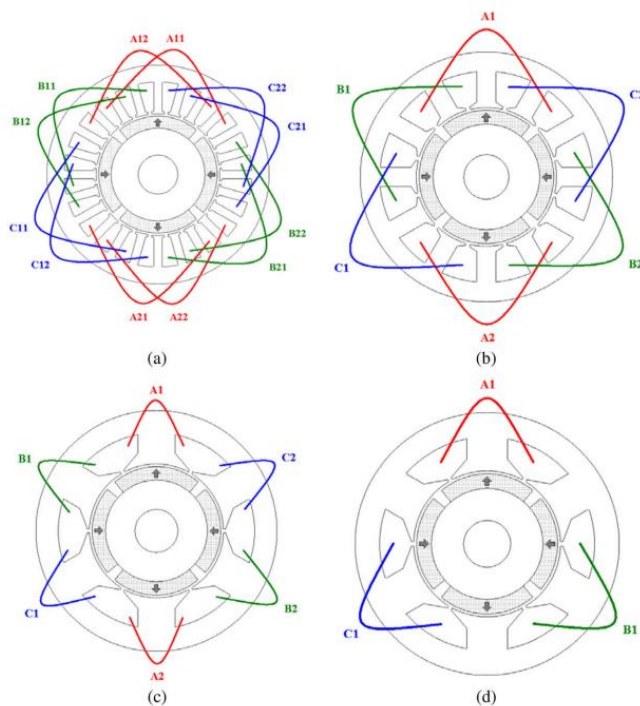 A12 A11
B11 C22
B12 C21
C11 B22
C12 B21
A21 A22
(a)
A1
B1 C2
C1 B2
A2
(b)
A1
B1 C2
C1 B2
A2
(c)
A1
C1 B1
(d)